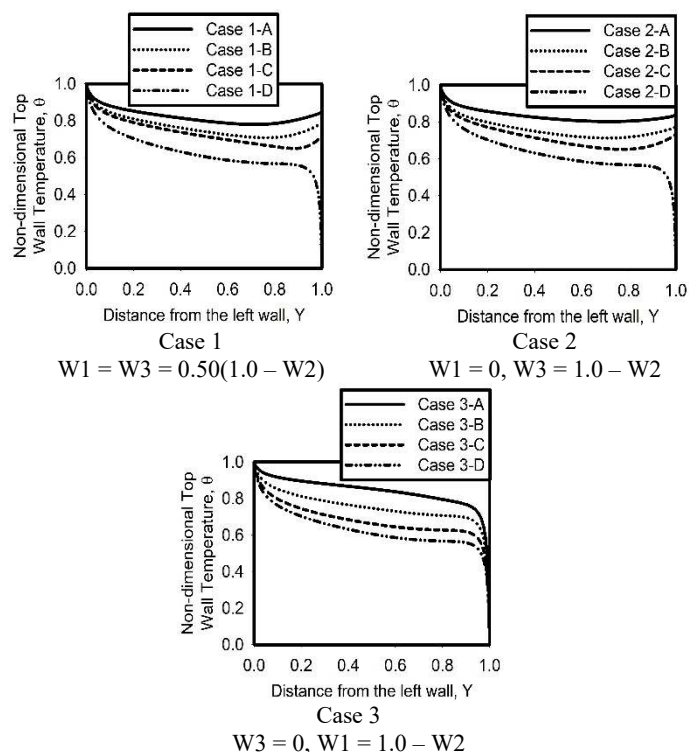 Case 1-A
Case 1-B
Case 1-C
Case 1-D
1.0
0.8
0.6
0.4
0.2
0.0
Non-dimensional Top
Wall Temperature, θ
0.0 0.2 0.4 0.6 0.8 1.0
Distance from the left wall, Y
Case 1
W1 = W3 = 0.50(1.0 – W2)
Case 2-A
Case 2-B
Case 2-C
Case 2-D
1.0
0.8
0.6
0.4
0.2
0.0
Non-dimensional Top
Wall Temperature, θ
0.0 0.2 0.4 0.6 0.8 1.0
Distance from the left wall, Y
Case 2
W1 = 0, W3 = 1.0 – W2
Case 3-A
Case 3-B
Case 3-C
Case 3-D
1.0
0.8
0.6
0.4
0.2
0.0
Non-dimensional Top
Wall Temperature, θ
0.0 0.2 0.4 0.6 0.8 1.0
Distance from the left wall, Y
Case 3
W3 = 0, W1 = 1.0 – W2